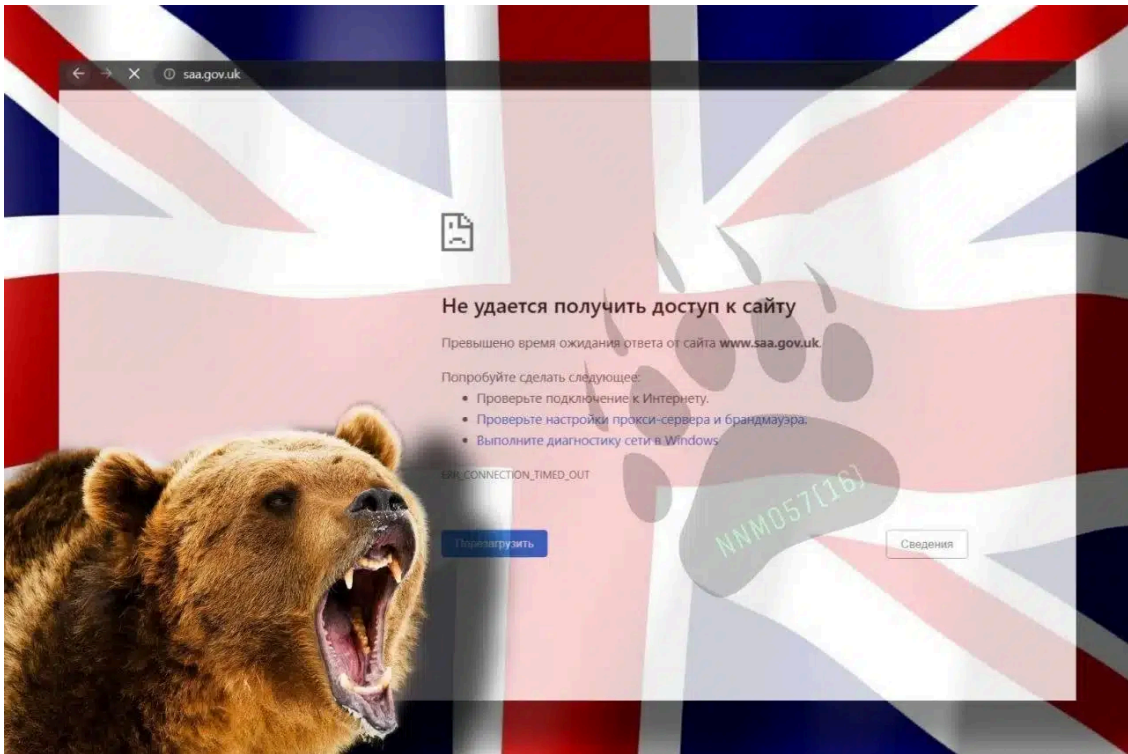 saa.gov.uk
Не удается получить доступ к сайту
Превышено время ожидания ответа от сайта www.saa.gov.uk.
Попробуйте сделать следующее:
• Проверьте подключение к Интернету.
• Проверьте настройки прокси-сервера и брандмауэра.
• Выполните диагностику сети в Windows
ERR_CONNECTION_TIMED_OUT
NNM057(16)
Перезагрузить
Сведения